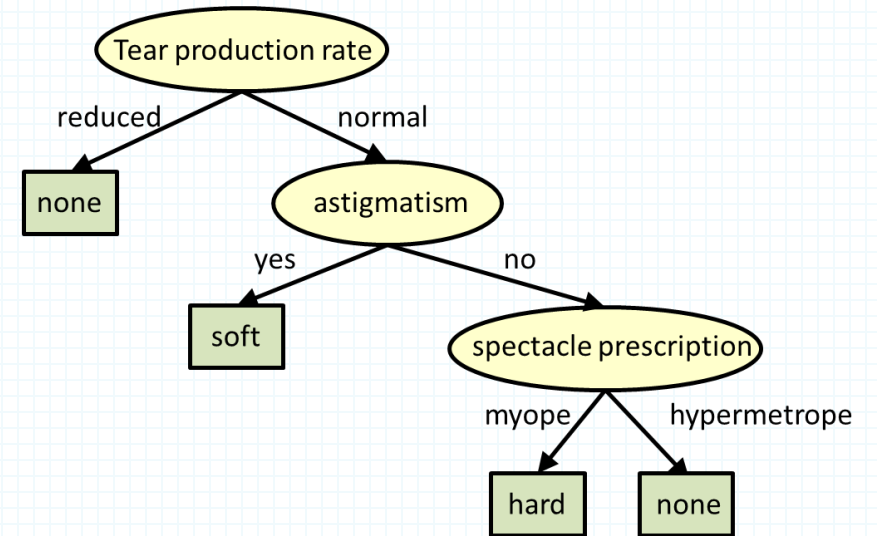 Tear production rate
reduced
normal
none
astigmatism
yes
no
soft
spectacle prescription
myope
hypermetrope
hard
none